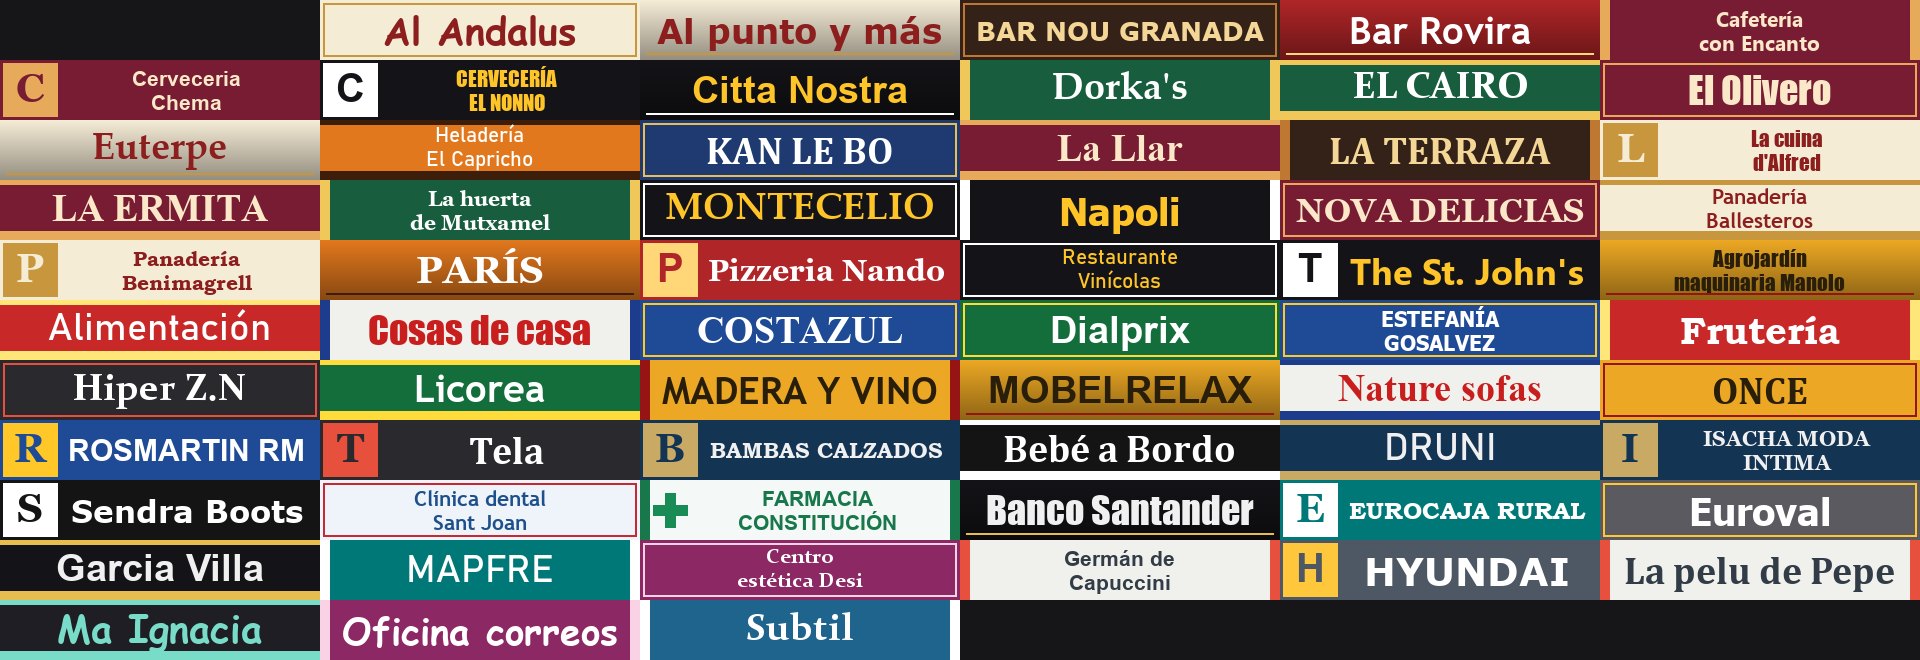 Al Andalus
Al punto y más
BAR NOU GRANADA
Bar Rovira
Cafetería
con Encanto
C
Cerveceria
Chema
C
CERVECERÍA
EL NONNO
Citta Nostra
Dorka's
EL CAIRO
El Olivero
Euterpe
Heladería
El Capricho
KAN LE BO
La Llar
LA TERRAZA
L
La cuina
d'Alfred
LA ERMITA
La huerta
de Mutxamel
MONTECELIO
Napoli
NOVA DELICIAS
Panadería
Ballesteros
P
Panadería
Benimagrell
PARÍS
P
Pizzeria Nando
Restaurante
Vinícolas
T
The St. John's
Agrojardín
maquinaria Manolo
Alimentación
Cosas de casa
COSTAZUL
Dialprix
ESTEFANÍA
GOSALVEZ
Frutería
Hiper Z.N
Licorea
MADERA Y VINO
MOBELRELAX
Nature sofas
ONCE
R
ROSMARTIN RM
T
Tela
B
BAMBAS CALZADOS
Bebé a Bordo
DRUNI
I
ISACHA MODA
INTIMA
S
Sendra Boots
Clínica dental
Sant Joan
FARMACIA
CONSTITUCIÓN
Banco Santander
E
EUROCAJA RURAL
Euroval
Garcia Villa
MAPFRE
Centro
estética Desi
Germán de
Capuccini
H
HYUNDAI
La pelu de Pepe
Ma Ignacia
Oficina correos
Subtil